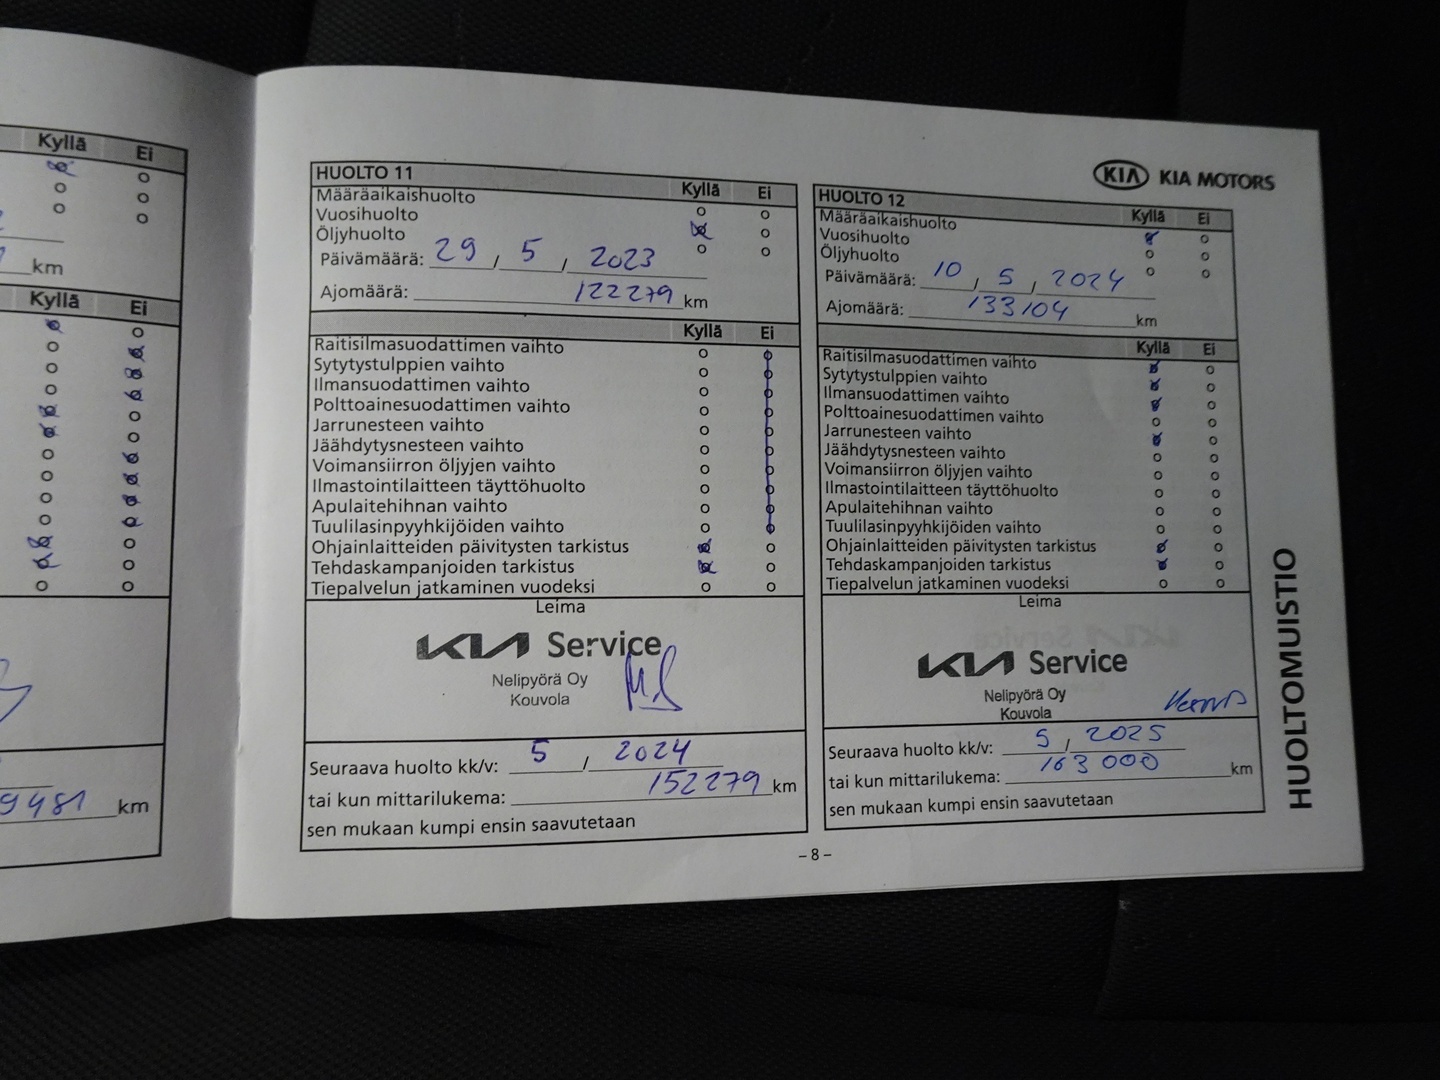 Kyllä Ei
km
Kyllä Ei
9481 km
KIA KIA MOTORS
HUOLTO 11
Kyllä Ei
Määräaikaishuolto
Vuosihuolto
Öljyhuolto
Päivämäärä: 29 / 5 / 2023
Ajomäärä: 122279 km
Kyllä Ei
Raitisilmasuodattimen vaihto
Sytytystulppien vaihto
Ilmansuodattimen vaihto
Polttoainesuodattimen vaihto
Jarrunesteen vaihto
Jäähdytysnesteen vaihto
Voimansiirron öljyjen vaihto
Ilmastointilaitteen täyttöhuolto
Apulaitehihnan vaihto
Tuulilasinpyyhkijöiden vaihto
Ohjainlaitteiden päivitysten tarkistus
Tehdaskampanjoiden tarkistus
Tiepalvelun jatkaminen vuodeksi
Leima
KIA Service
Nelipyörä Oy
Kouvola
Seuraava huolto kk/v: 5 / 2024
tai kun mittarilukema: 152279 km
sen mukaan kumpi ensin saavutetaan
HUOLTO 12
Kyllä Ei
Määräaikaishuolto
Vuosihuolto
Öljyhuolto
Päivämäärä: 10 / 5 / 2024
Ajomäärä: 133104 km
Kyllä Ei
Raitisilmasuodattimen vaihto
Sytytystulppien vaihto
Ilmansuodattimen vaihto
Polttoainesuodattimen vaihto
Jarrunesteen vaihto
Jäähdytysnesteen vaihto
Voimansiirron öljyjen vaihto
Ilmastointilaitteen täyttöhuolto
Apulaitehihnan vaihto
Tuulilasinpyyhkijöiden vaihto
Ohjainlaitteiden päivitysten tarkistus
Tehdaskampanjoiden tarkistus
Tiepalvelun jatkaminen vuodeksi
Leima
KIA Service
Nelipyörä Oy
Kouvola
Seuraava huolto kk/v: 5 / 2025
tai kun mittarilukema: 163000 km
sen mukaan kumpi ensin saavutetaan
HUOLTOMUISTIO
– 8 –